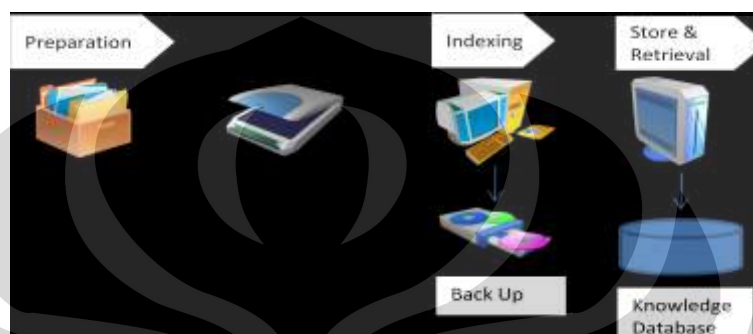 Preparation
Indexing
Store &
Retrieval
Back Up
Knowledge
Database